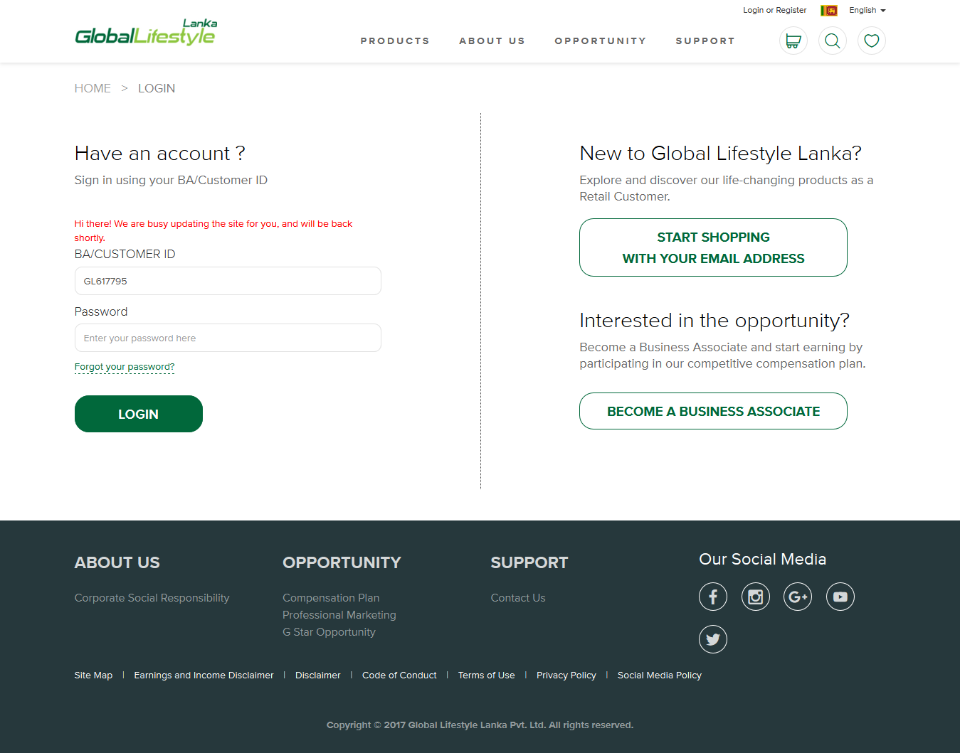 Login or Register English
Lanka
GlobalLifestyle
PRODUCTS ABOUT US OPPORTUNITY SUPPORT
HOME > LOGIN
Have an account ?
Sign in using your BA/Customer ID
Hi there! We are busy updating the site for you, and will be back
shortly.
BA/CUSTOMER ID
GL617795
Password
Enter your password here
Forgot your password?
LOGIN
New to Global Lifestyle Lanka?
Explore and discover our life-changing products as a
Retail Customer.
START SHOPPING
WITH YOUR EMAIL ADDRESS
Interested in the opportunity?
Become a Business Associate and start earning by
participating in our competitive compensation plan.
BECOME A BUSINESS ASSOCIATE
ABOUT US
Corporate Social Responsibility
OPPORTUNITY
Compensation Plan
Professional Marketing
G Star Opportunity
SUPPORT
Contact Us
Our Social Media
Site Map | Earnings and Income Disclaimer | Disclaimer | Code of Conduct | Terms of Use | Privacy Policy | Social Media Policy
Copyright © 2017 Global Lifestyle Lanka Pvt. Ltd. All rights reserved.